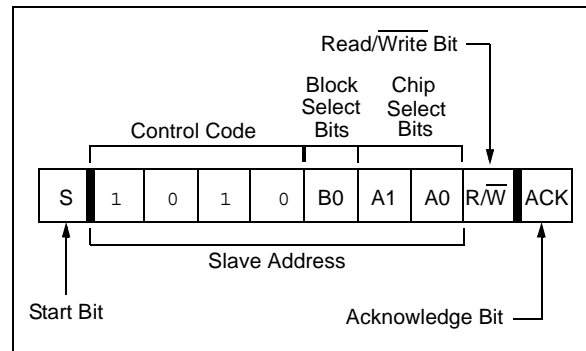 Read/Write Bit
Block Select Bits
Chip Select Bits
Control Code
S 1 0 1 0 B0 A1 A0 R/W ACK
Slave Address
Start Bit
Acknowledge Bit